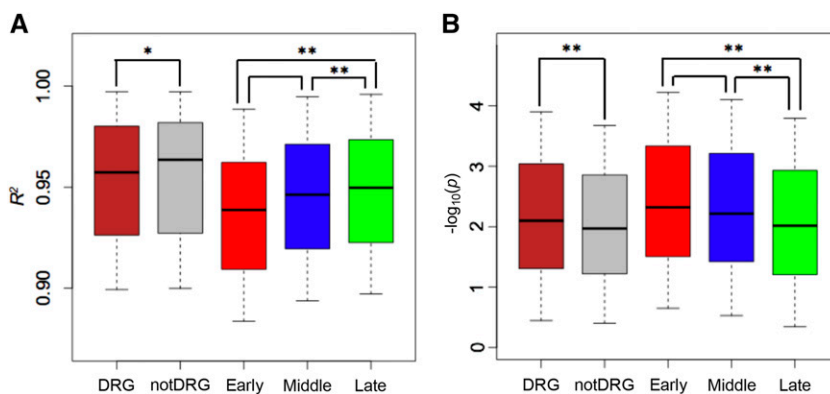 A
*
**
**
1.00
0.95
0.90
R²
DRG notDRG Early Middle Late
B
**
**
**
4
3
2
1
0
-log₁₀(p)
DRG notDRG Early Middle Late